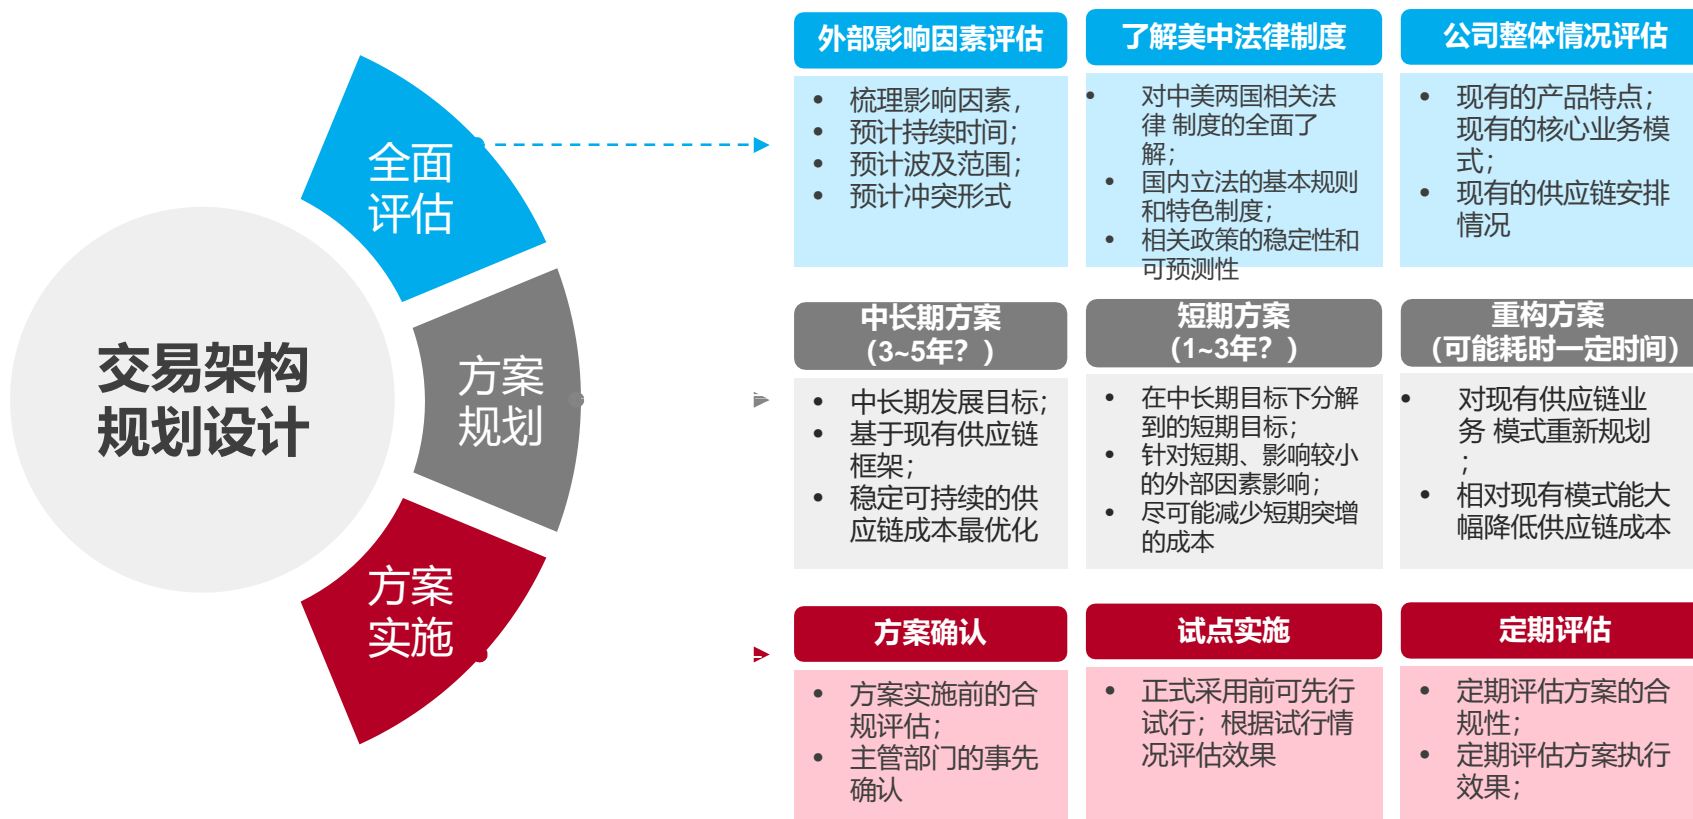 交易架构
规划设计
全面
评估
外部影响因素评估
• 梳理影响因素，
• 预计持续时间；
• 预计波及范围；
• 预计冲突形式
了解美中法律制度
• 对中美两国相关法
律 制度的全面了
解；
• 国内立法的基本规则
和特色制度；
• 相关政策的稳定性和
可预测性
公司整体情况评估
• 现有的产品特点；
现有的核心业务模
式；
• 现有的供应链安排
情况
方案
规划
中长期方案
（3~5年？）
• 中长期发展目标；
• 基于现有供应链
框架；
• 稳定可持续的供
应链成本最优化
短期方案
（1~3年？）
• 在中长期目标下分解
到的短期目标；
• 针对短期、影响较小
的外部因素影响；
• 尽可能减少短期突增
的成本
重构方案
（可能耗时一定时间）
• 对现有供应链业
务 模式重新规划
；
• 相对现有模式能大
幅降低供应链成本
方案
实施
方案确认
• 方案实施前的合
规评估；
• 主管部门的事先
确认
试点实施
• 正式采用前可先行
试行；根据试行情
况评估效果
定期评估
• 定期评估方案的合
规性；
• 定期评估方案执行
效果；